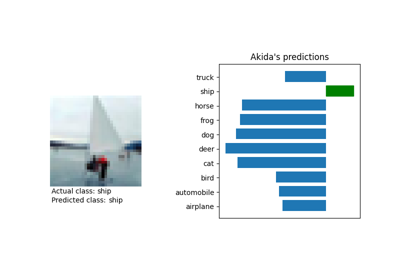 Akida's predictions
truck
ship
horse
frog
dog
deer
cat
bird
automobile
airplane
Actual class: ship
Predicted class: ship